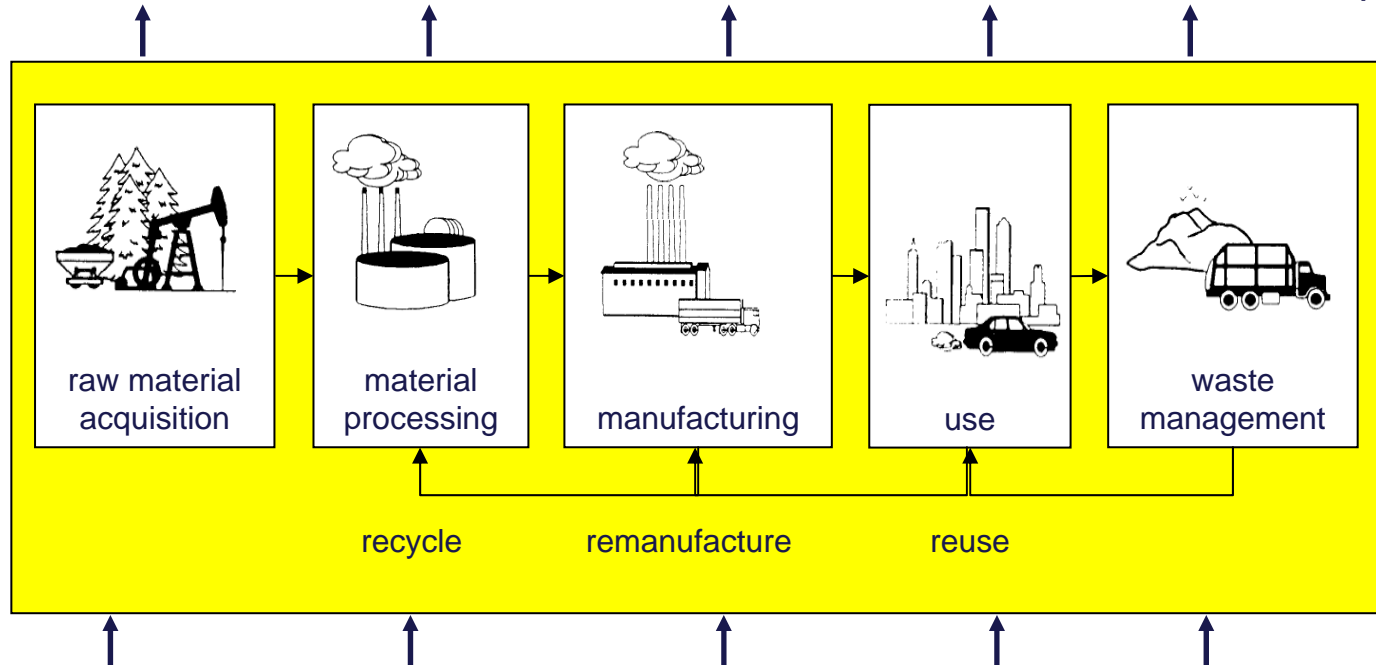 raw material
acquisition
material
processing
manufacturing
use
waste
management
recycle
remanufacture
reuse